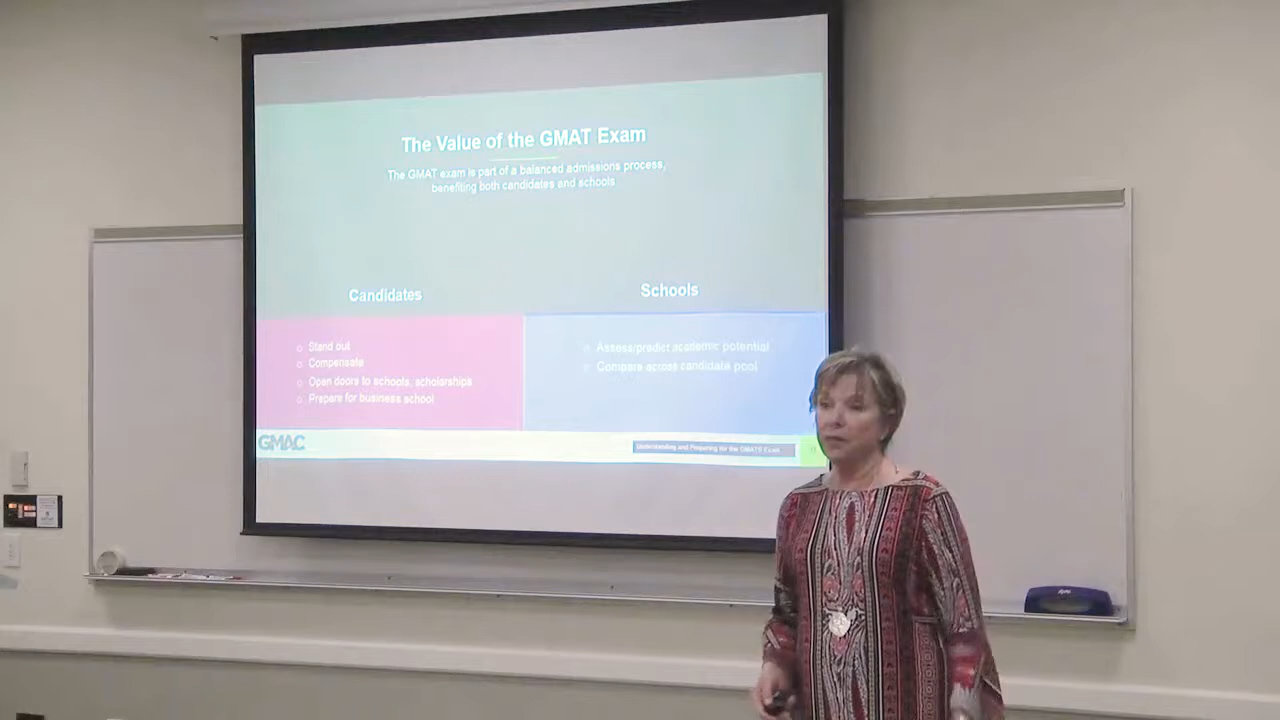 The Value of the GMAT Exam
The GMAT exam is part of a balanced admissions process,
benefiting both candidates and schools
Candidates
Schools
Stand out
Compensate
Open doors to schools, scholarships
Prepare for business school
Assess/predict academic potential
Compare across candidate pool
GMAC
Understanding and Preparing for the GMAT® Exam